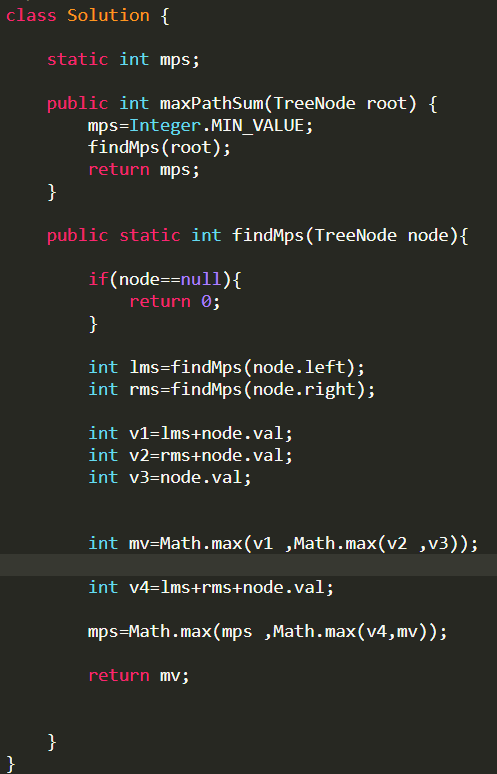 class Solution {
static int mps;
public int maxPathSum(TreeNode root) {
mps=Integer.MIN_VALUE;
findMps(root);
return mps;
}
public static int findMps(TreeNode node){
if(node==null){
return 0;
}
int lms=findMps(node.left);
int rms=findMps(node.right);
int v1=lms+node.val;
int v2=rms+node.val;
int v3=node.val;
int mv=Math.max(v1 ,Math.max(v2 ,v3));
int v4=lms+rms+node.val;
mps=Math.max(mps ,Math.max(v4,mv));
return mv;
}
}